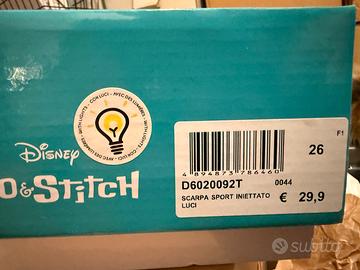 WITH LIGHTS - CON LUCI - AVEC DES LUMIÈRES
DISNEY
O & STITCH
F1
26
4 894873 786460
D6020092T 0044
SCARPA SPORT INIETTATO
LUCI
€ 29,9
subito